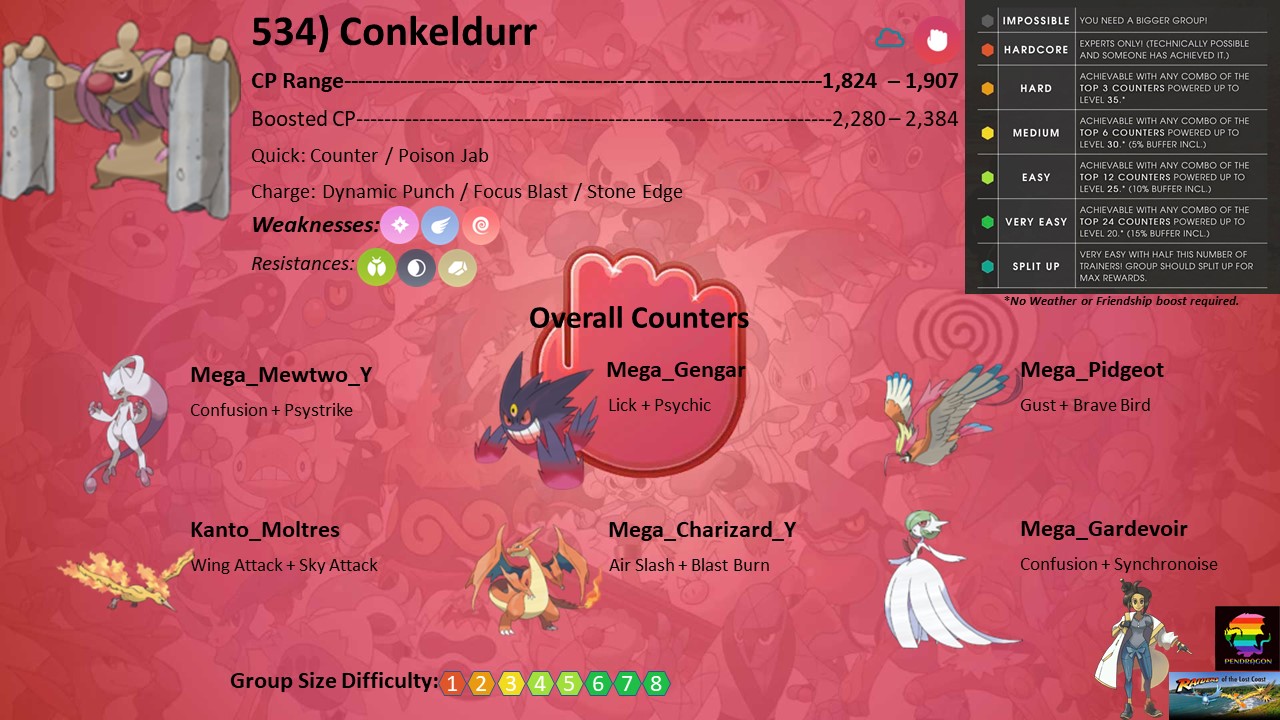 534) Conkeldurr
CP Range--------------------------------------------------------------------1,824 – 1,907
Boosted CP--------------------------------------------------------------------2,280 – 2,384
Quick: Counter / Poison Jab
Charge: Dynamic Punch / Focus Blast / Stone Edge
Weaknesses:
Resistances:
IMPOSSIBLE YOU NEED A BIGGER GROUP!
HARDCORE EXPERTS ONLY! (TECHNICALLY POSSIBLE
AND SOMEONE HAS ACHIEVED IT.)
HARD ACHIEVABLE WITH ANY COMBO OF THE
TOP 3 COUNTERS POWERED UP TO
LEVEL 35.*
MEDIUM ACHIEVABLE WITH ANY COMBO OF THE
TOP 6 COUNTERS POWERED UP TO
LEVEL 30.* (5% BUFFER INCL.)
EASY ACHIEVABLE WITH ANY COMBO OF THE
TOP 12 COUNTERS POWERED UP TO
LEVEL 25.* (10% BUFFER INCL.)
VERY EASY ACHIEVABLE WITH ANY COMBO OF THE
TOP 24 COUNTERS POWERED UP TO
LEVEL 20.* (15% BUFFER INCL.)
SPLIT UP VERY EASY WITH HALF THIS NUMBER OF
TRAINERS! GROUP SHOULD SPLIT UP FOR
MAX REWARDS.
*No Weather or Friendship boost required.
Overall Counters
Mega_Mewtwo_Y
Confusion + Psystrike
Mega_Gengar
Lick + Psychic
Mega_Pidgeot
Gust + Brave Bird
Kanto_Moltres
Wing Attack + Sky Attack
Mega_Charizard_Y
Air Slash + Blast Burn
Mega_Gardevoir
Confusion + Synchronoise
Group Size Difficulty: 1 2 3 4 5 6 7 8
PENDRAGON
RAIDERS of the Lost Coast